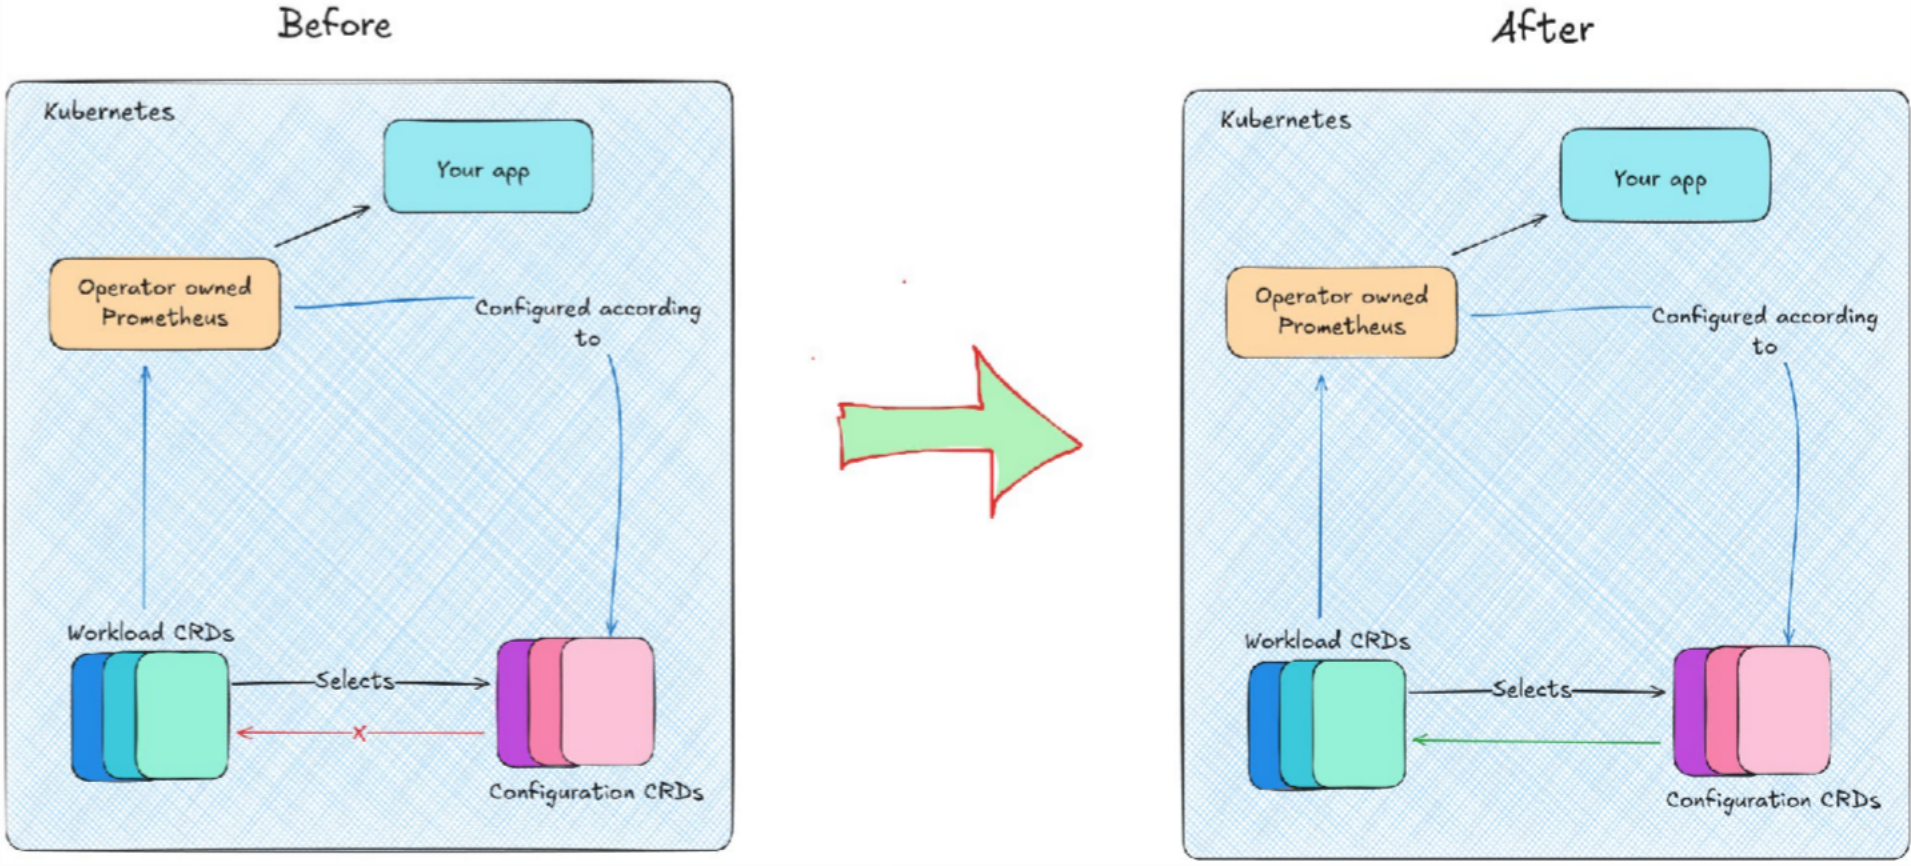 Before
Kubernetes
Your app
Operator owned
Prometheus
Configured according
to
Workload CRDs
Selects
X
Configuration CRDs
After
Kubernetes
Your app
Operator owned
Prometheus
Configured according
to
Workload CRDs
Selects
Configuration CRDs